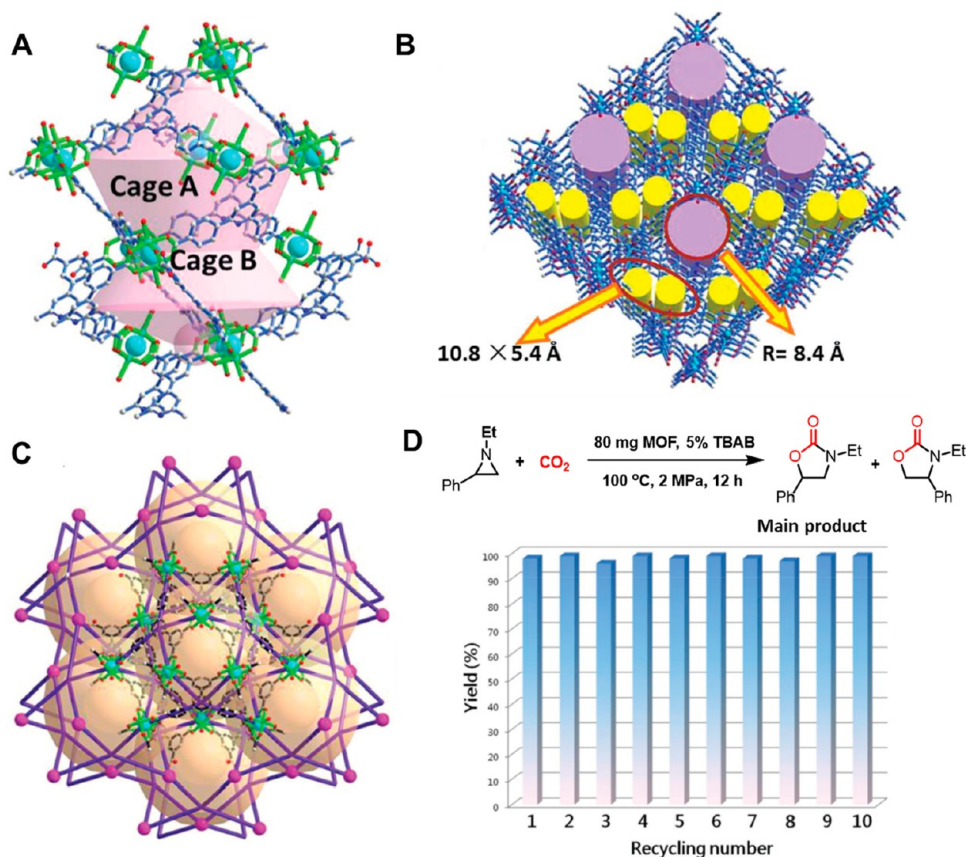 A
Cage A
Cage B
B
10.8 × 5.4 Å
R= 8.4 Å
C
D
Et
N
Ph
+
CO2
80 mg MOF, 5% TBAB
100 °C, 2 MPa, 12 h
O
O
N
Et
Ph
+
O
O
N
Et
Ph
Main product
Yield (%)
100
90
80
70
60
50
40
30
20
10
0
1 2 3 4 5 6 7 8 9 10
Recycling number